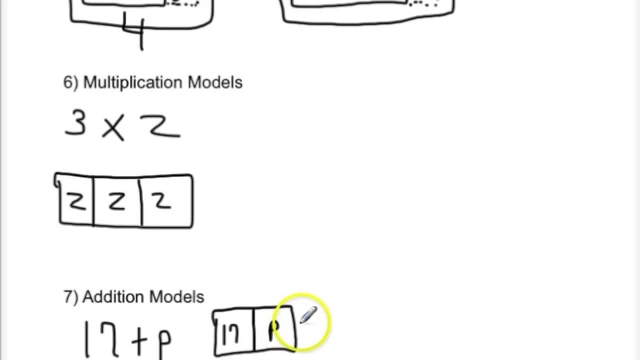 4
6) Multiplication Models
3 x 2
2 2 2
7) Addition Models
17 + p 17 p